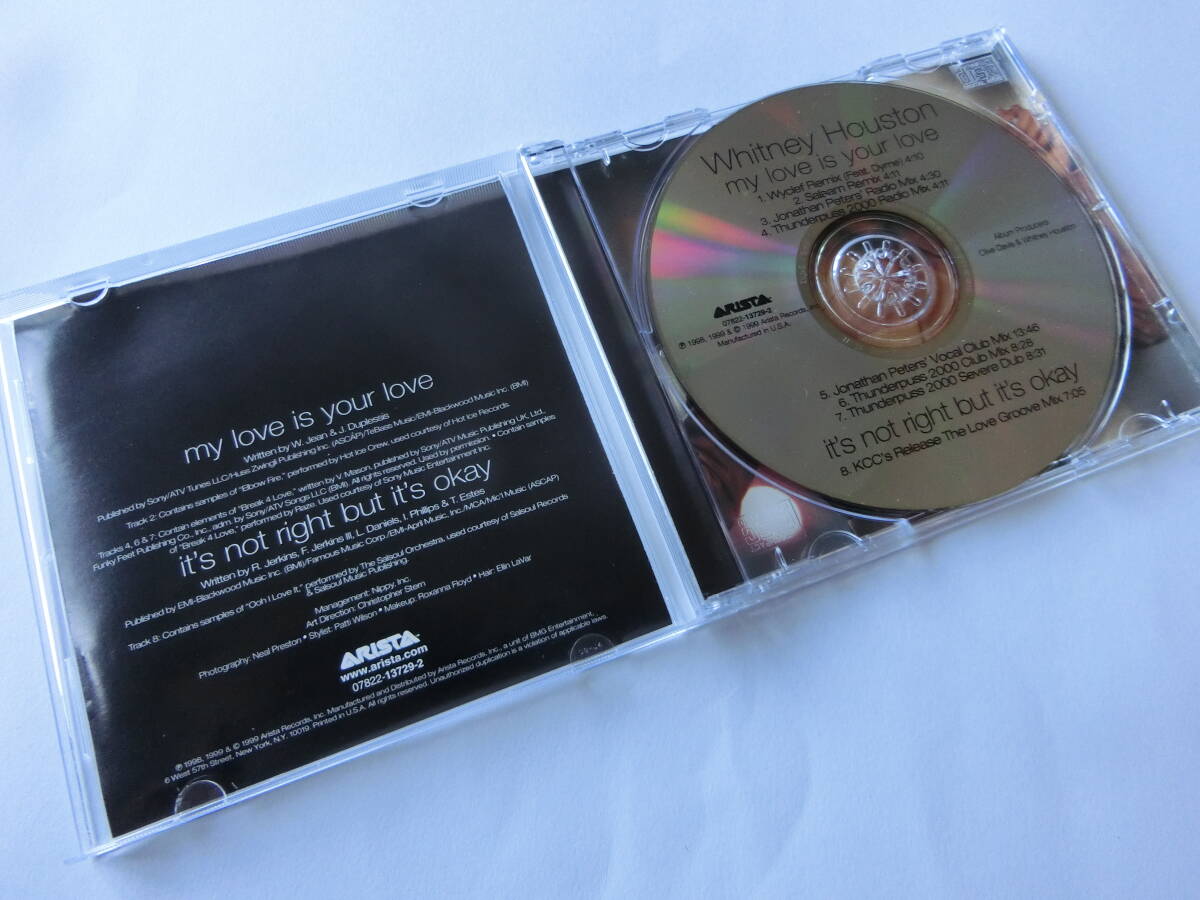 my love is your love
Written by W. Jean & J. Duplessis
Published by Sony/ATV Tunes LLC/Huss Zwingli Publishing Inc. (ASCAP)/TeBass Music/EMI-Blackwood Music Inc. (BMI)
Track 2: Contains samples of "Elbow Fire," performed by Hot Ice Crew, used courtesy of Hot Ice Records
Tracks 4, 6 & 7: Contain elements of "Break 4 Love," written by V. Mason, published by Sony/ATV Music Publishing UK, Ltd.,
Funky Feet Publishing Co., Inc., adm. by Sony/ATV Songs LLC (BMI). All rights reserved. Used by permission. • Contain samples
of "Break 4 Love," performed by Raze. Used courtesy of Sony Music Entertainment Inc.
it's not right but it's okay
Written by R. Jerkins, F. Jerkins III, L. Daniels, I. Phillips & T. Estes
Published by EMI-Blackwood Music Inc. (BMI)/Famous Music Corp./EMI-April Music, Inc./MCA/Mic'l Music (ASCAP)
Track 8: Contains samples of "Ooh I Love It," performed by The Salsoul Orchestra, used courtesy of Salsoul Records
& Salsoul Music Publishing.
Management: Nippy, Inc.
Art Direction: Christopher Stern
Photography: Neal Preston • Stylist: Patti Wilson • Makeup: Roxanna Floyd • Hair: Ellin LaVar
ARISTA
www.arista.com
07822-13729-2
℗ 1998, 1999 & © 1999 Arista Records, Inc. Manufactured and Distributed by Arista Records, Inc., a unit of BMG Entertainment,
6 West 57th Street, New York, N.Y. 10019. Printed in U.S.A. All rights reserved. Unauthorized duplication is a violation of applicable laws.
Whitney Houston
my love is your love
1. Wyclef Remix (Feat. Dyme) 4:10
2. Salaam Remix 4:11
3. Jonathan Peters' Radio Mix 4:30
4. Thunderpuss 2000 Radio Mix 4:11
Album Producers
Clive Davis & Whitney Houston
ARISTA
07822-13729-2
℗ 1998, 1999 & © 1999 Arista Records,
Manufactured in U.S.A.
5. Jonathan Peters' Vocal Club Mix 13:46
6. Thunderpuss 2000 Club Mix 8:28
7. Thunderpuss 2000 Severe Dub 8:31
it's not right but it's okay
8. KCC's Release The Love Groove Mix 7:05